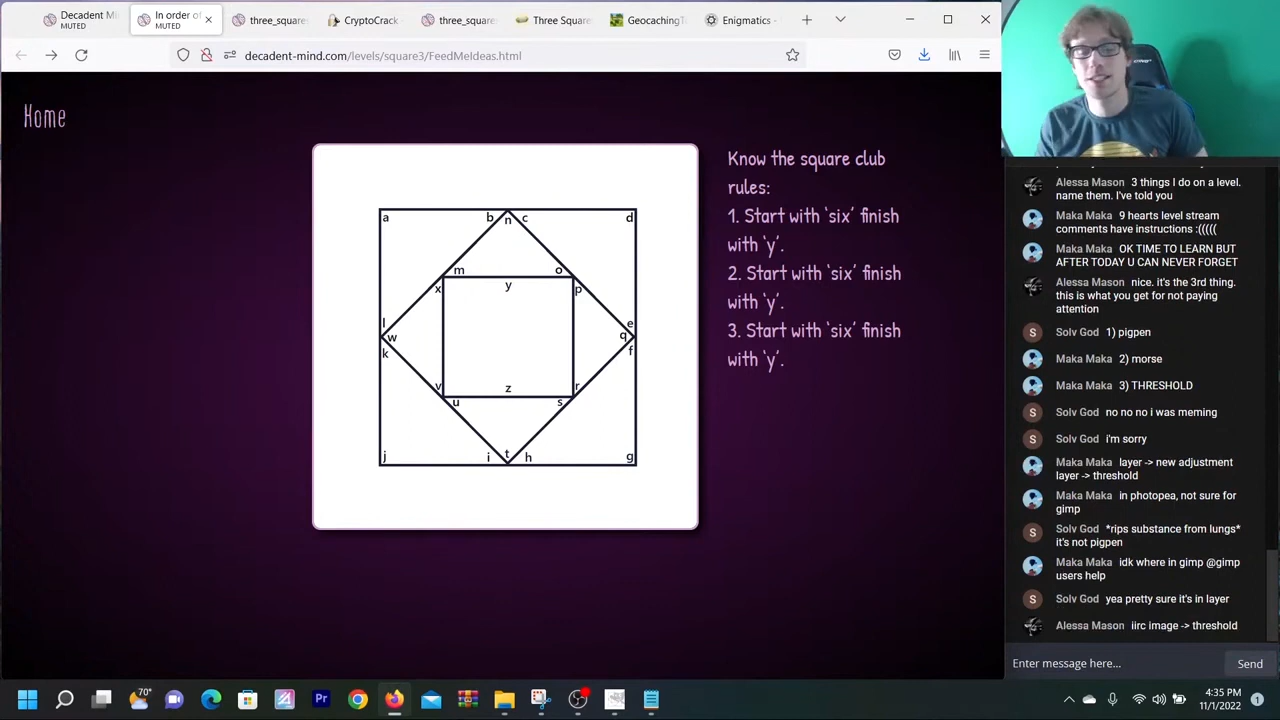 Decadent M
MUTED
In order of
MUTED
three_square
CryptoCrack
three_square
Three Square
GeocachingT
Enigmatics
decadent-mind.com/levels/square3/FeedMeIdeas.html
Home
a
b
n
c
d
m
o
x
y
p
l
w
k
e
q
f
v
z
r
u
s
j
i
t
h
g
Know the square club
rules:
1. Start with ‘six’ finish
with ‘y’.
2. Start with ‘six’ finish
with ‘y’.
3. Start with ‘six’ finish
with ‘y’.
Alessa Mason 3 things I do on a level.
name them. I've told you
Maka Maka 9 hearts level stream
comments have instructions :(((((
Maka Maka OK TIME TO LEARN BUT
AFTER TODAY U CAN NEVER FORGET
Alessa Mason nice. it's the 3rd thing.
this is what you get for not paying
attention
S Solv God 1) pigpen
Maka Maka 2) morse
Maka Maka 3) THRESHOLD
S Solv God no no no i was meming
S Solv God i'm sorry
Maka Maka layer -> new adjustment
layer -> threshold
Maka Maka in photopea, not sure for
gimp
S Solv God *rips substance from lungs*
it's not pigpen
Maka Maka idk where in gimp @gimp
users help
S Solv God yea pretty sure it's in layer
Alessa Mason iirc image -> threshold
Enter message here...
Send
70°
Pr
4:35 PM
11/1/2022
1